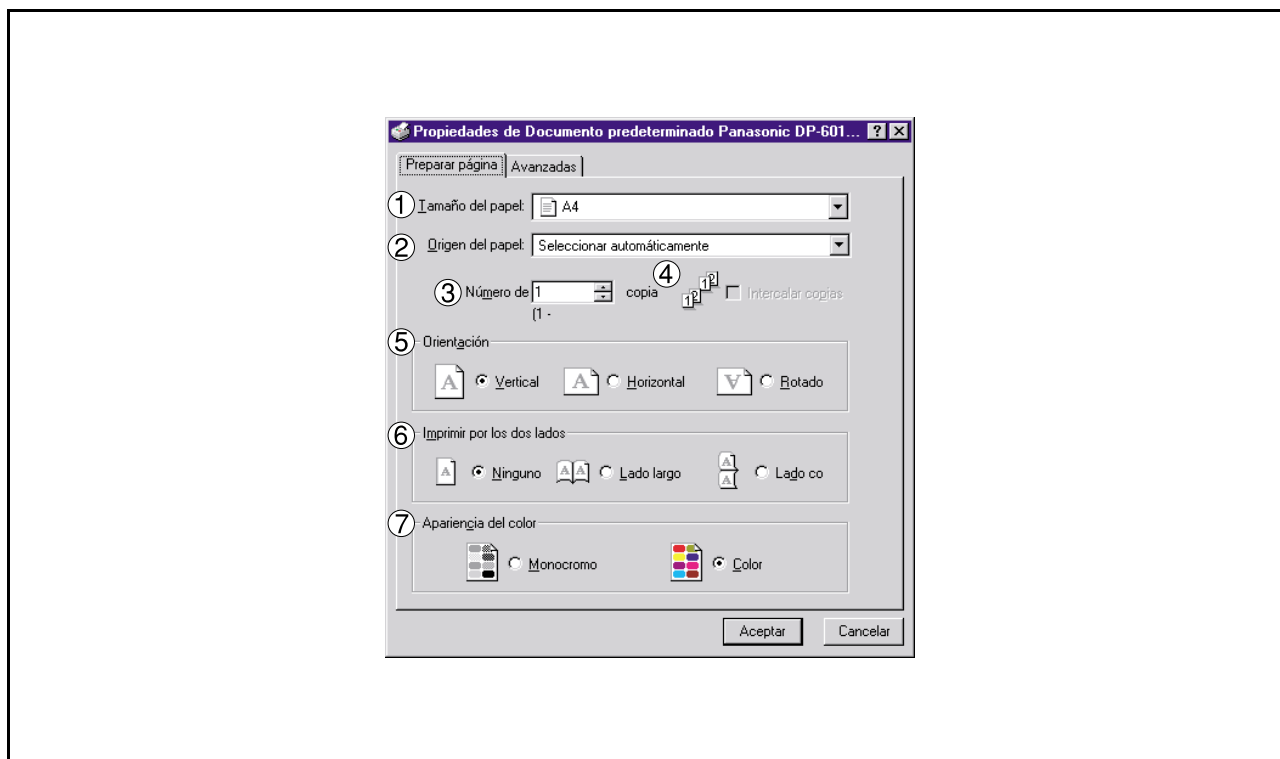 Propiedades de Documento predeterminado Panasonic DP-601...
Preparar página
Avanzadas
1 Tamaño del papel: A4
2 Origen del papel: Seleccionar automáticamente
3 Número de 1 copia 4 Intercalar copias
(1 -
5 Orientación
Vertical Horizontal Rotado
6 Imprimir por los dos lados
Ninguno Lado largo Lado co
7 Apariencia del color
Monocromo Color
Aceptar Cancelar